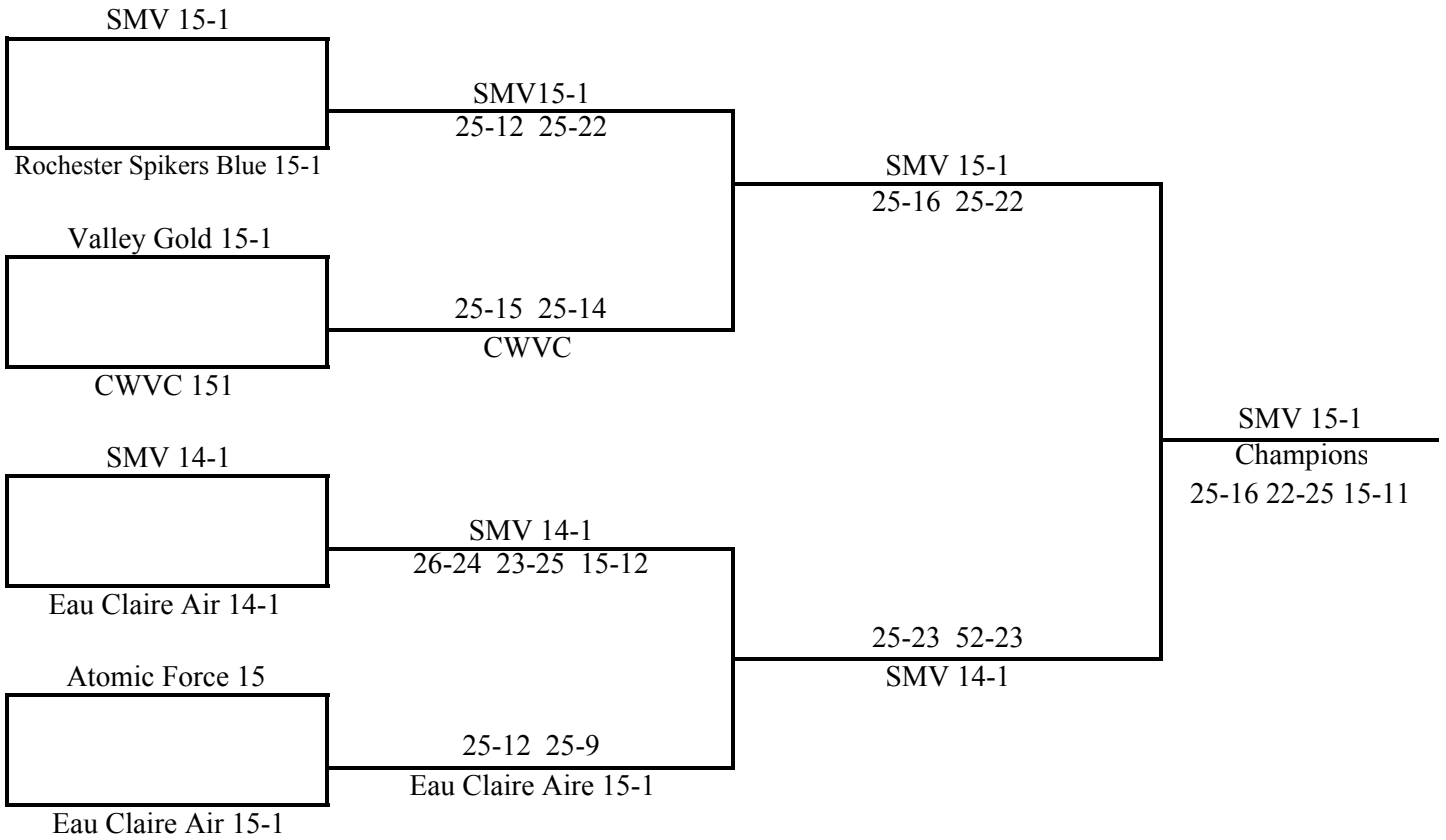 SMV 15-1
Rochester Spikers Blue 15-1
Valley Gold 15-1
CWVC 151
SMV 14-1
Eau Claire Air 14-1
Atomic Force 15
Eau Claire Air 15-1
SMV15-1
25-12 25-22
25-15 25-14
CWVC
SMV 14-1
26-24 23-25 15-12
25-12 25-9
Eau Claire Aire 15-1
SMV 15-1
25-16 25-22
25-23 52-23
SMV 14-1
SMV 15-1
Champions
25-16 22-25 15-11